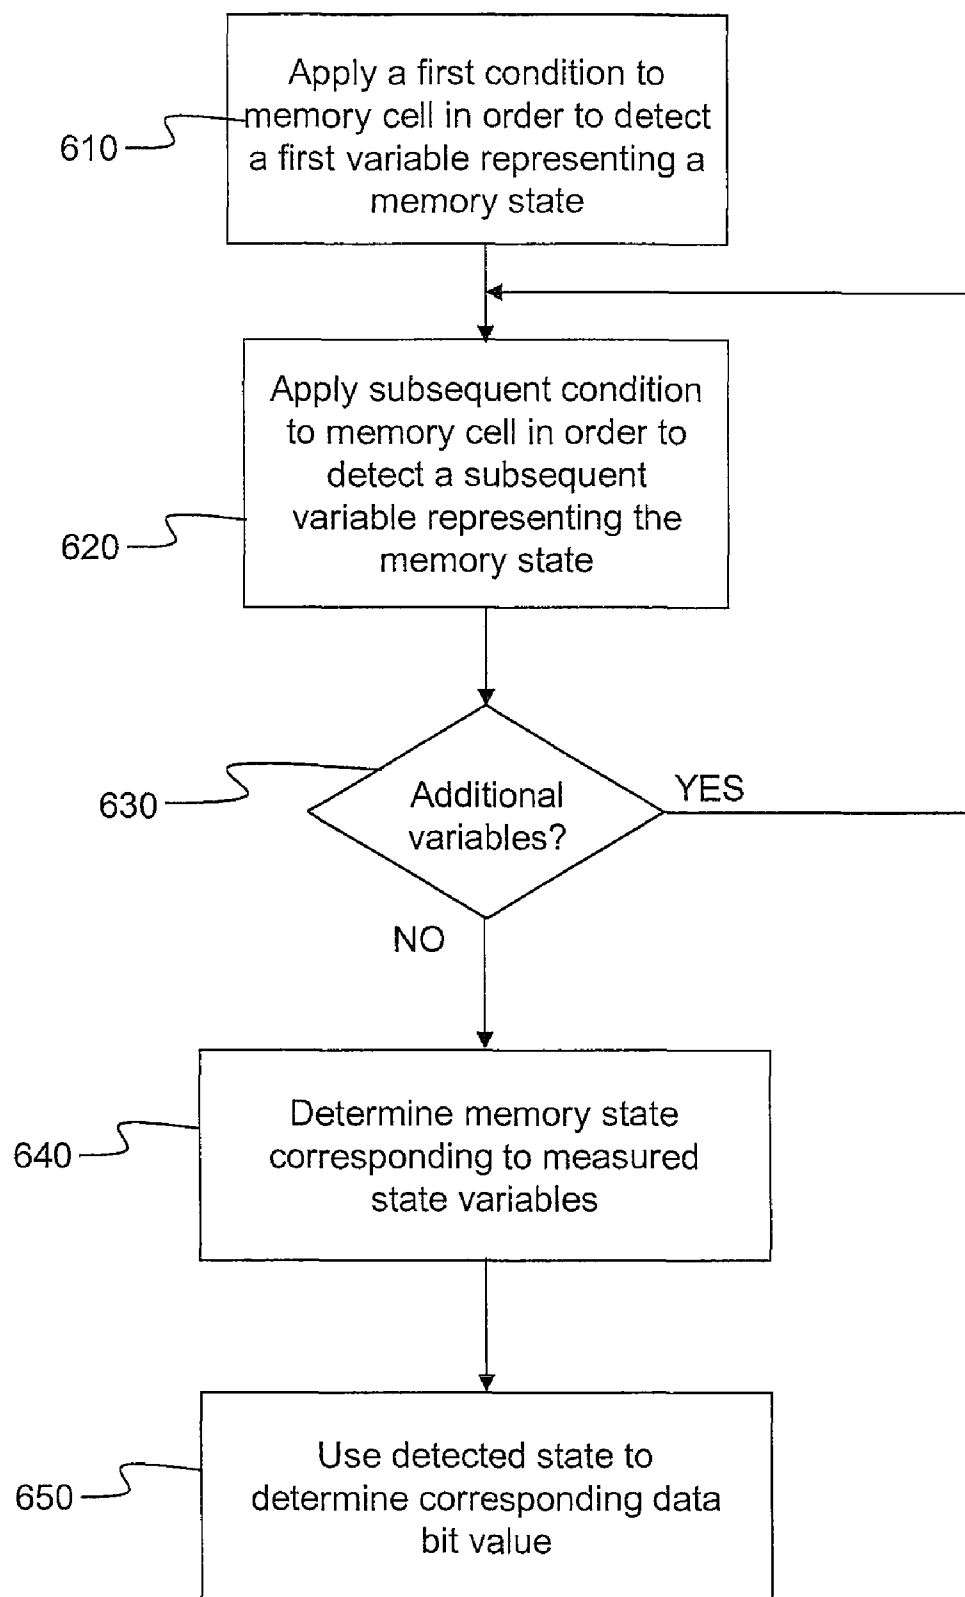 Apply a first condition to
memory cell in order to detect
a first variable representing a
memory state
610
Apply subsequent condition
to memory cell in order to
detect a subsequent
variable representing the
memory state
620
630
Additional
variables?
YES
NO
Determine memory state
corresponding to measured
state variables
640
Use detected state to
determine corresponding data
bit value
650